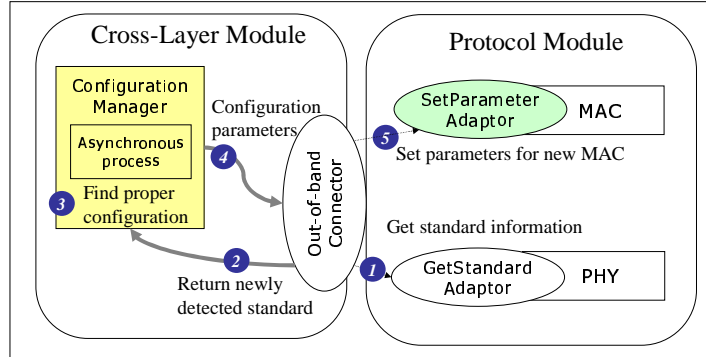 Cross-Layer Module
Configuration
Manager
Asynchronous
process
3
Find proper
configuration
Configuration
parameters
4
2
Return newly
detected standard
Out-of-band
Connector
Protocol Module
SetParameter
Adaptor
MAC
5
Set parameters for new MAC
Get standard information
1
GetStandard
Adaptor
PHY